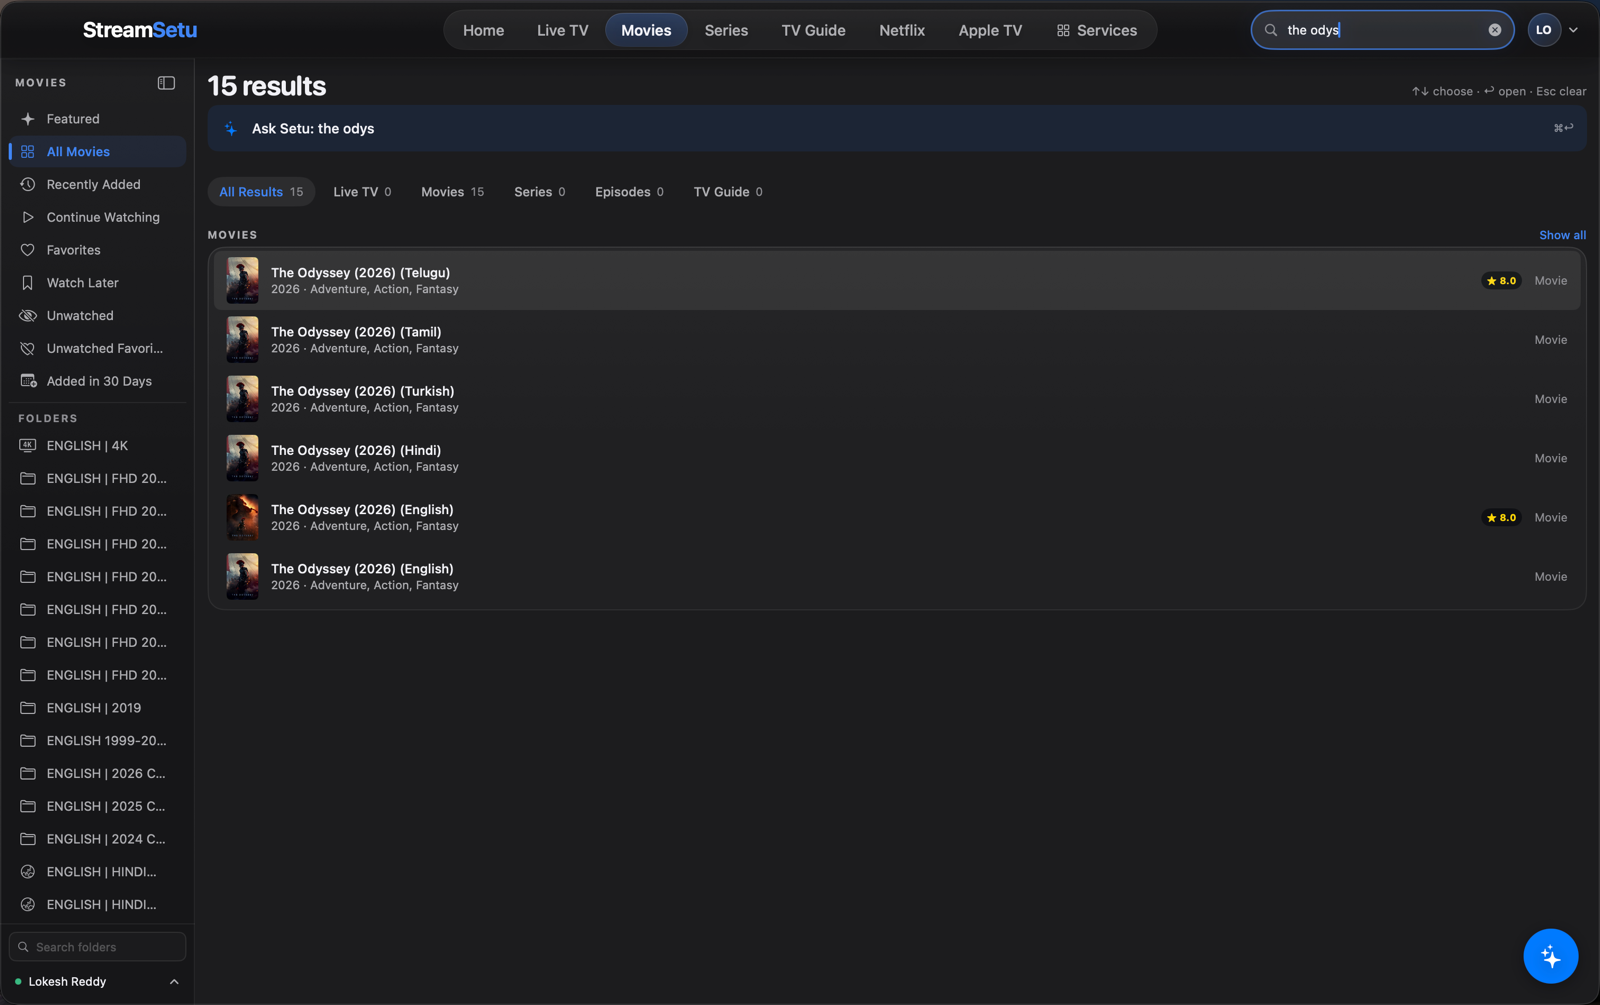 StreamSetu
Home
Live TV
Movies
Series
TV Guide
Netflix
Apple TV
Services
the odys
LO
MOVIES
Featured
All Movies
Recently Added
Continue Watching
Favorites
Watch Later
Unwatched
Unwatched Favori...
Added in 30 Days
FOLDERS
4K
ENGLISH | 4K
ENGLISH | FHD 20...
ENGLISH | FHD 20...
ENGLISH | FHD 20...
ENGLISH | FHD 20...
ENGLISH | FHD 20...
ENGLISH | FHD 20...
ENGLISH | FHD 20...
ENGLISH | 2019
ENGLISH 1999-20...
ENGLISH | 2026 C...
ENGLISH | 2025 C...
ENGLISH | 2024 C...
ENGLISH | HINDI...
ENGLISH | HINDI...
Search folders
Lokesh Reddy
15 results
↑↓ choose · ↩ open · Esc clear
Ask Setu: the odys
⌘↩
All Results 15
Live TV 0
Movies 15
Series 0
Episodes 0
TV Guide 0
MOVIES
Show all
The Odyssey (2026) (Telugu)
2026 · Adventure, Action, Fantasy
★ 8.0 Movie
The Odyssey (2026) (Tamil)
2026 · Adventure, Action, Fantasy
Movie
The Odyssey (2026) (Turkish)
2026 · Adventure, Action, Fantasy
Movie
The Odyssey (2026) (Hindi)
2026 · Adventure, Action, Fantasy
Movie
The Odyssey (2026) (English)
2026 · Adventure, Action, Fantasy
★ 8.0 Movie
The Odyssey (2026) (English)
2026 · Adventure, Action, Fantasy
Movie